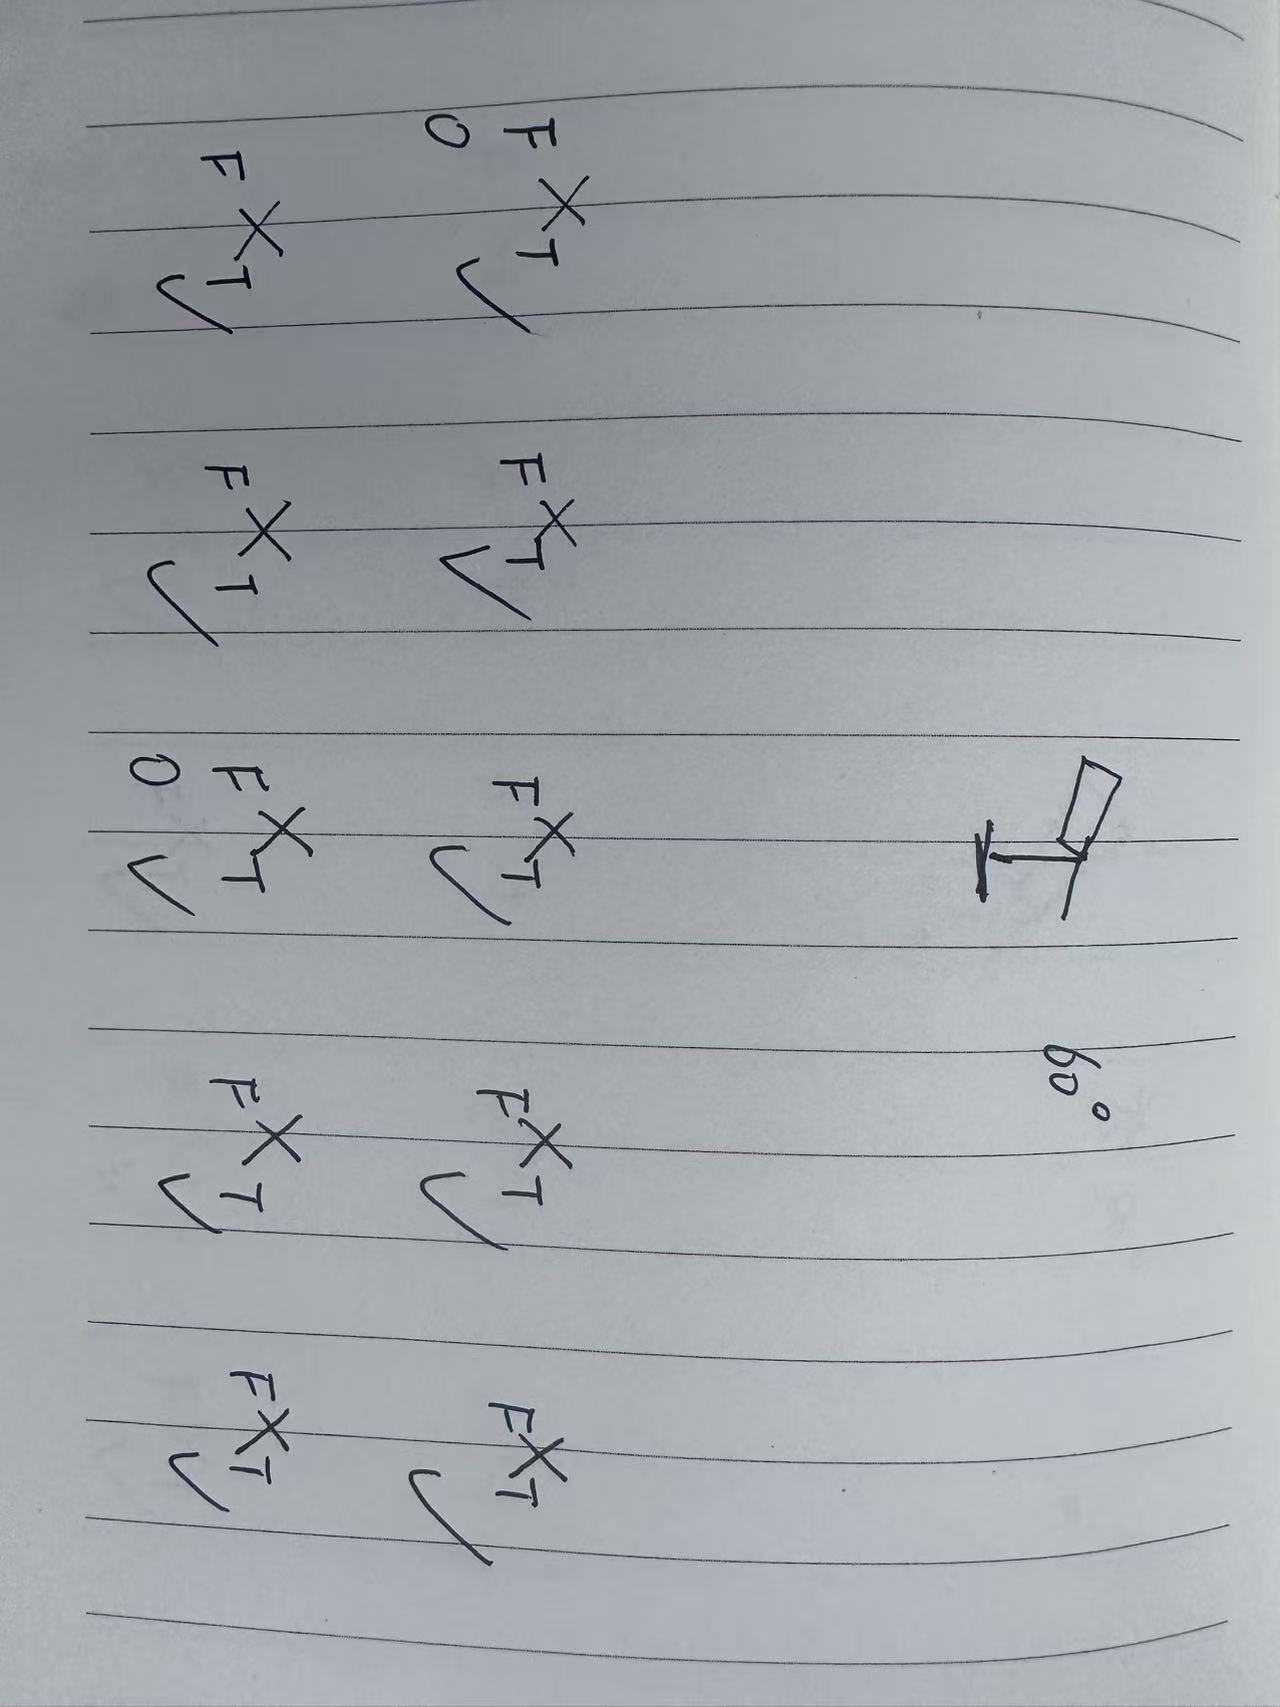 60°
F X T F X T F X T F X T F X T
O ✓ ✓ ✓ ✓ ✓
F X T F X T F X T F X T F X T
✓ ✓ O ✓ ✓ ✓